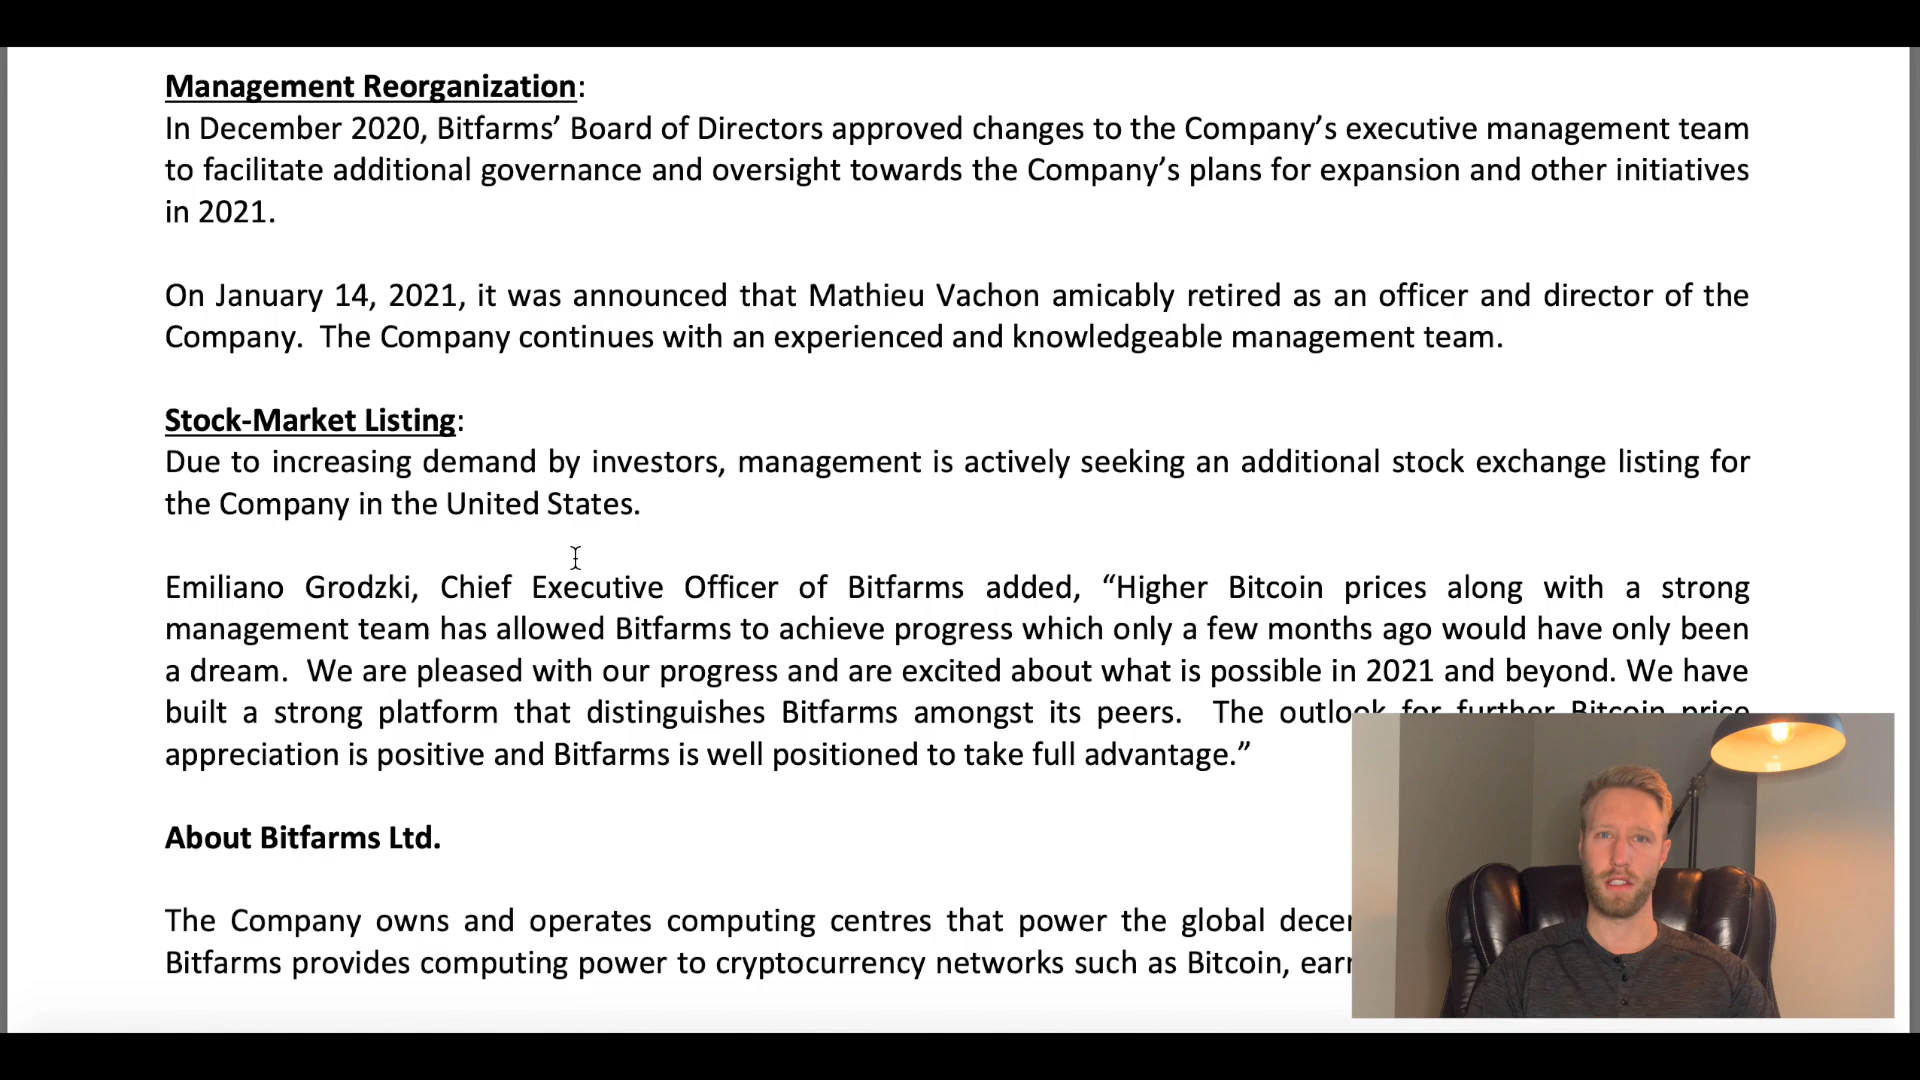 Management Reorganization:
In December 2020, Bitfarms’ Board of Directors approved changes to the Company’s executive management team
to facilitate additional governance and oversight towards the Company’s plans for expansion and other initiatives
in 2021.
On January 14, 2021, it was announced that Mathieu Vachon amicably retired as an officer and director of the
Company.  The Company continues with an experienced and knowledgeable management team.
Stock-Market Listing:
Due to increasing demand by investors, management is actively seeking an additional stock exchange listing for
the Company in the United States.
Emiliano Grodzki, Chief Executive Officer of Bitfarms added, “Higher Bitcoin prices along with a strong
management team has allowed Bitfarms to achieve progress which only a few months ago would have only been
a dream.  We are pleased with our progress and are excited about what is possible in 2021 and beyond. We have
built a strong platform that distinguishes Bitfarms amongst its peers.  The outlook for further Bitcoin price
appreciation is positive and Bitfarms is well positioned to take full advantage.”
About Bitfarms Ltd.
The Company owns and operates computing centres that power the global
Bitfarms provides computing power to cryptocurrency networks such as Bitcoin,